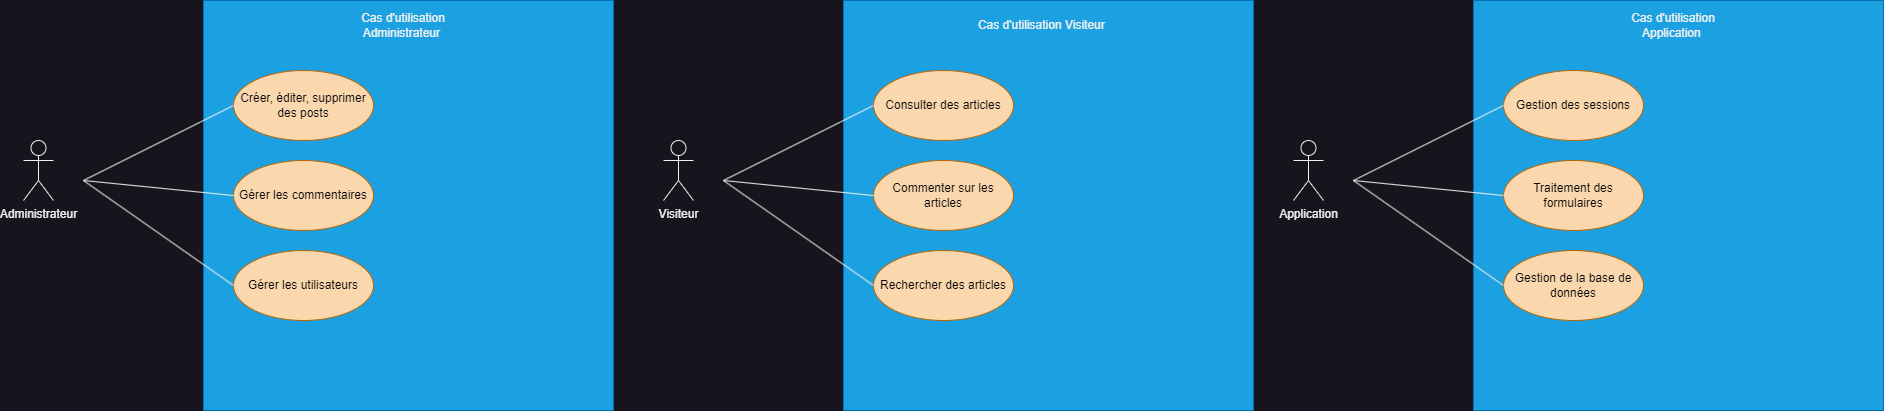 Cas d'utilisation
Administrateur
Créer, éditer, supprimer
des posts
Gérer les commentaires
Gérer les utilisateurs
Administrateur
Cas d'utilisation Visiteur
Consulter des articles
Commenter sur les
articles
Rechercher des articles
Visiteur
Cas d'utilisation
Application
Gestion des sessions
Traitement des
formulaires
Gestion de la base de
données
Application